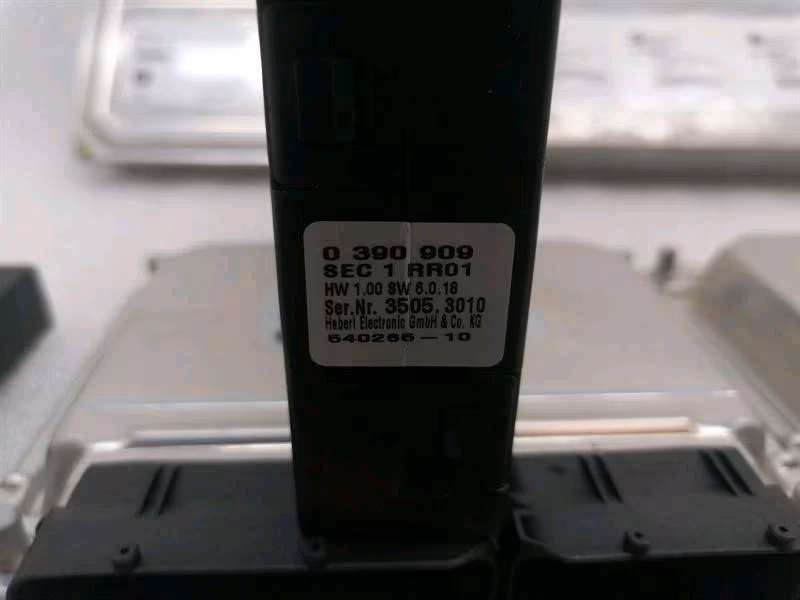 0 390 909
SEC 1 RR01
HW 1.00 SW 6.0.18
Ser.Nr. 3505.3010
Heberl Electronic GmbH & Co. KG
540266-10